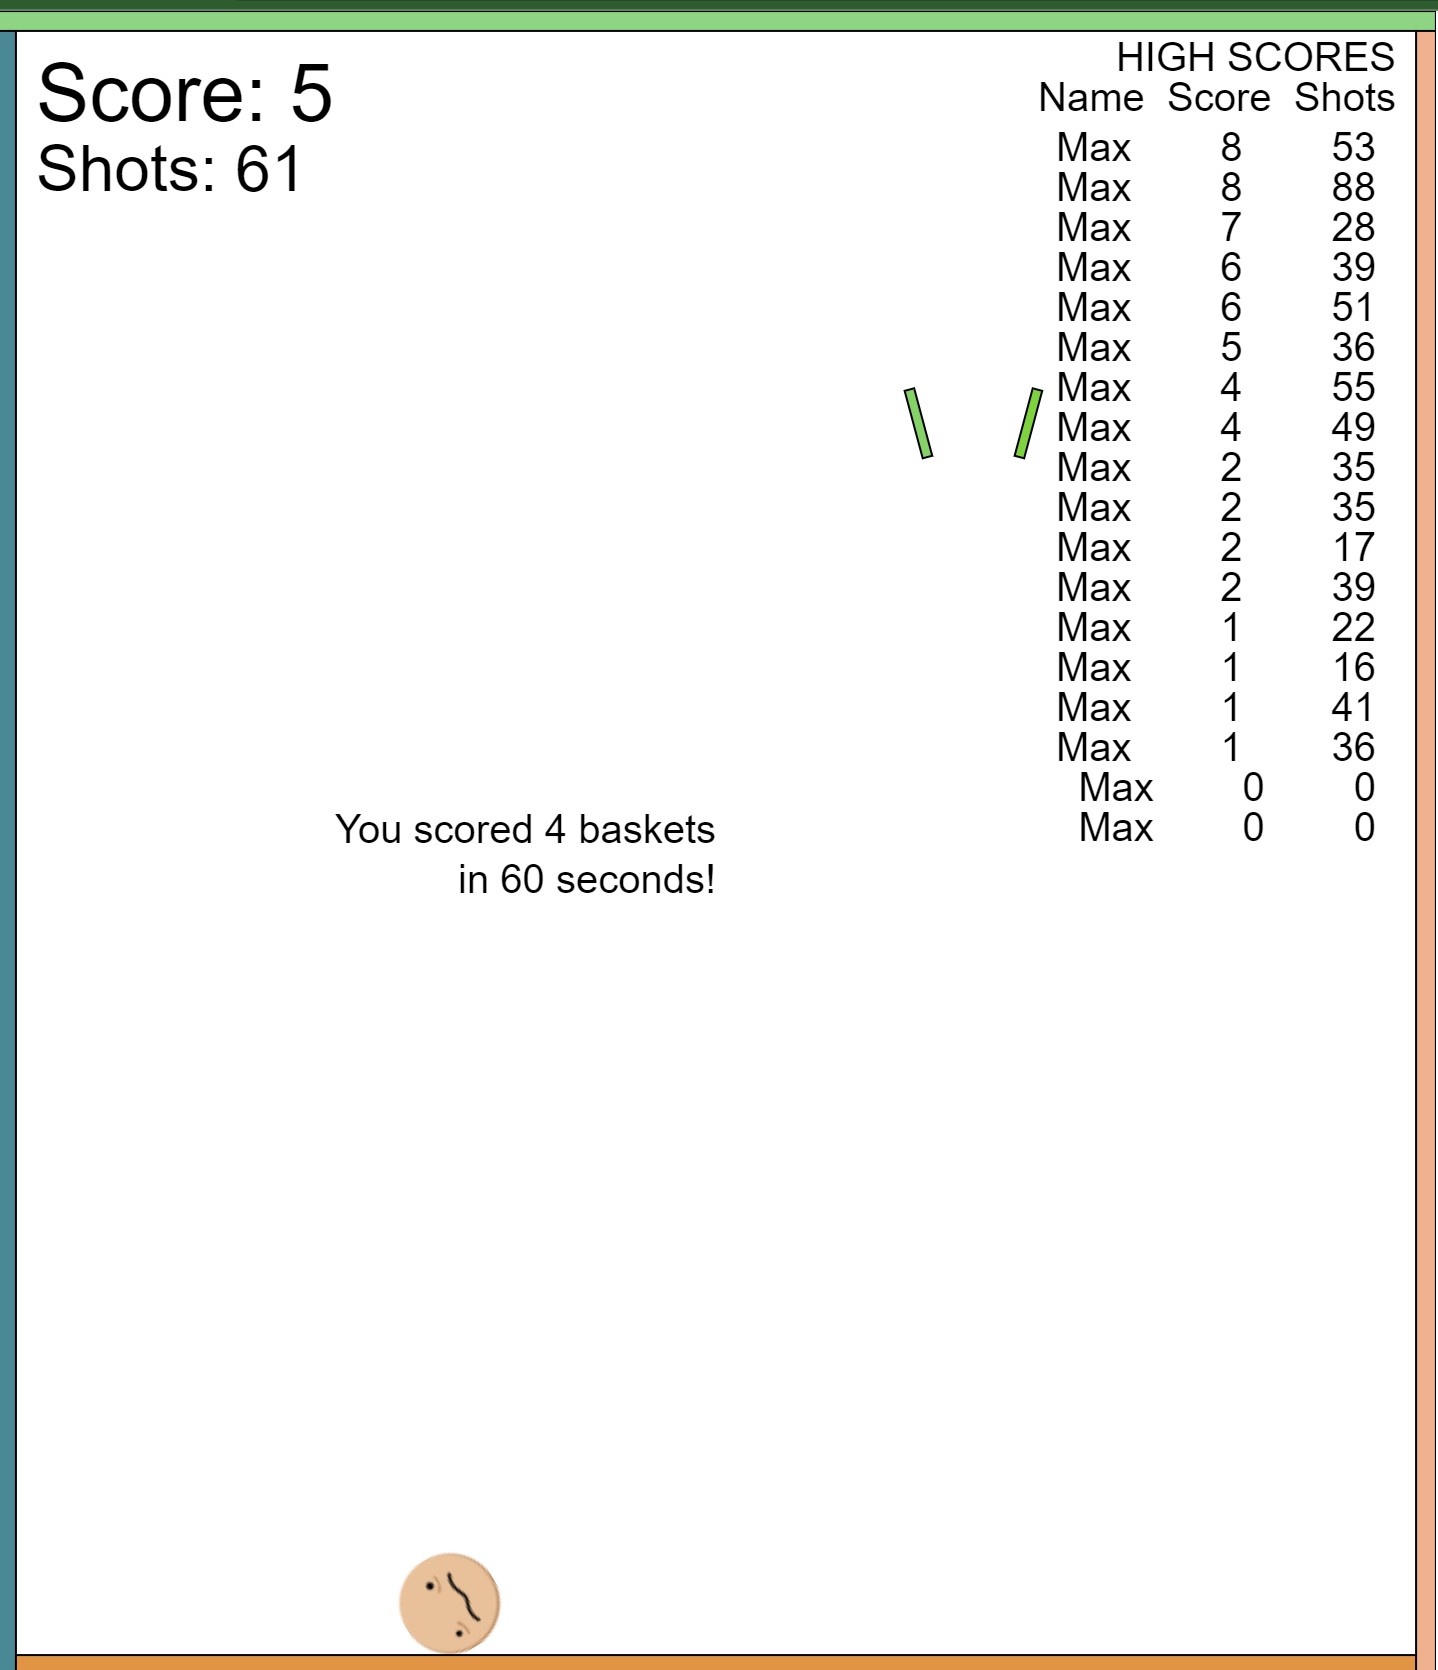 Score: 5
Shots: 61
HIGH SCORES
Name Score Shots
Max 8 53
Max 8 88
Max 7 28
Max 6 39
Max 6 51
Max 5 36
Max 4 55
Max 4 49
Max 2 35
Max 2 35
Max 2 17
Max 2 39
Max 1 22
Max 1 16
Max 1 41
Max 1 36
Max 0 0
Max 0 0
You scored 4 baskets
in 60 seconds!